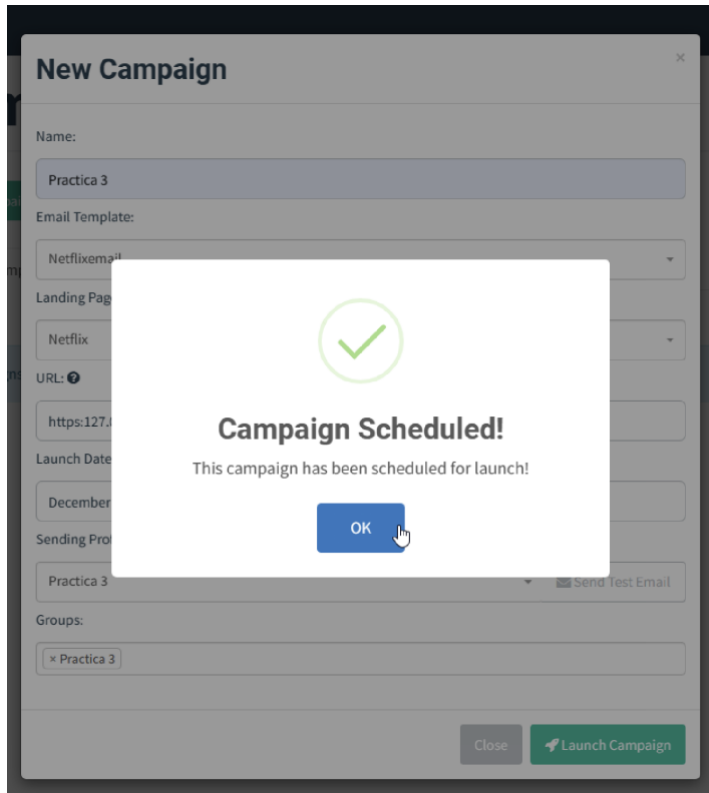 New Campaign
×
Name:
Practica 3
Email Template:
Netflixemail
Landing Pag
Netflix
URL:
https:127.
Campaign Scheduled!
This campaign has been scheduled for launch!
Launch Date
December
OK
Sending Pro
Practica 3
Send Test Email
Groups:
× Practica 3
Close
Launch Campaign